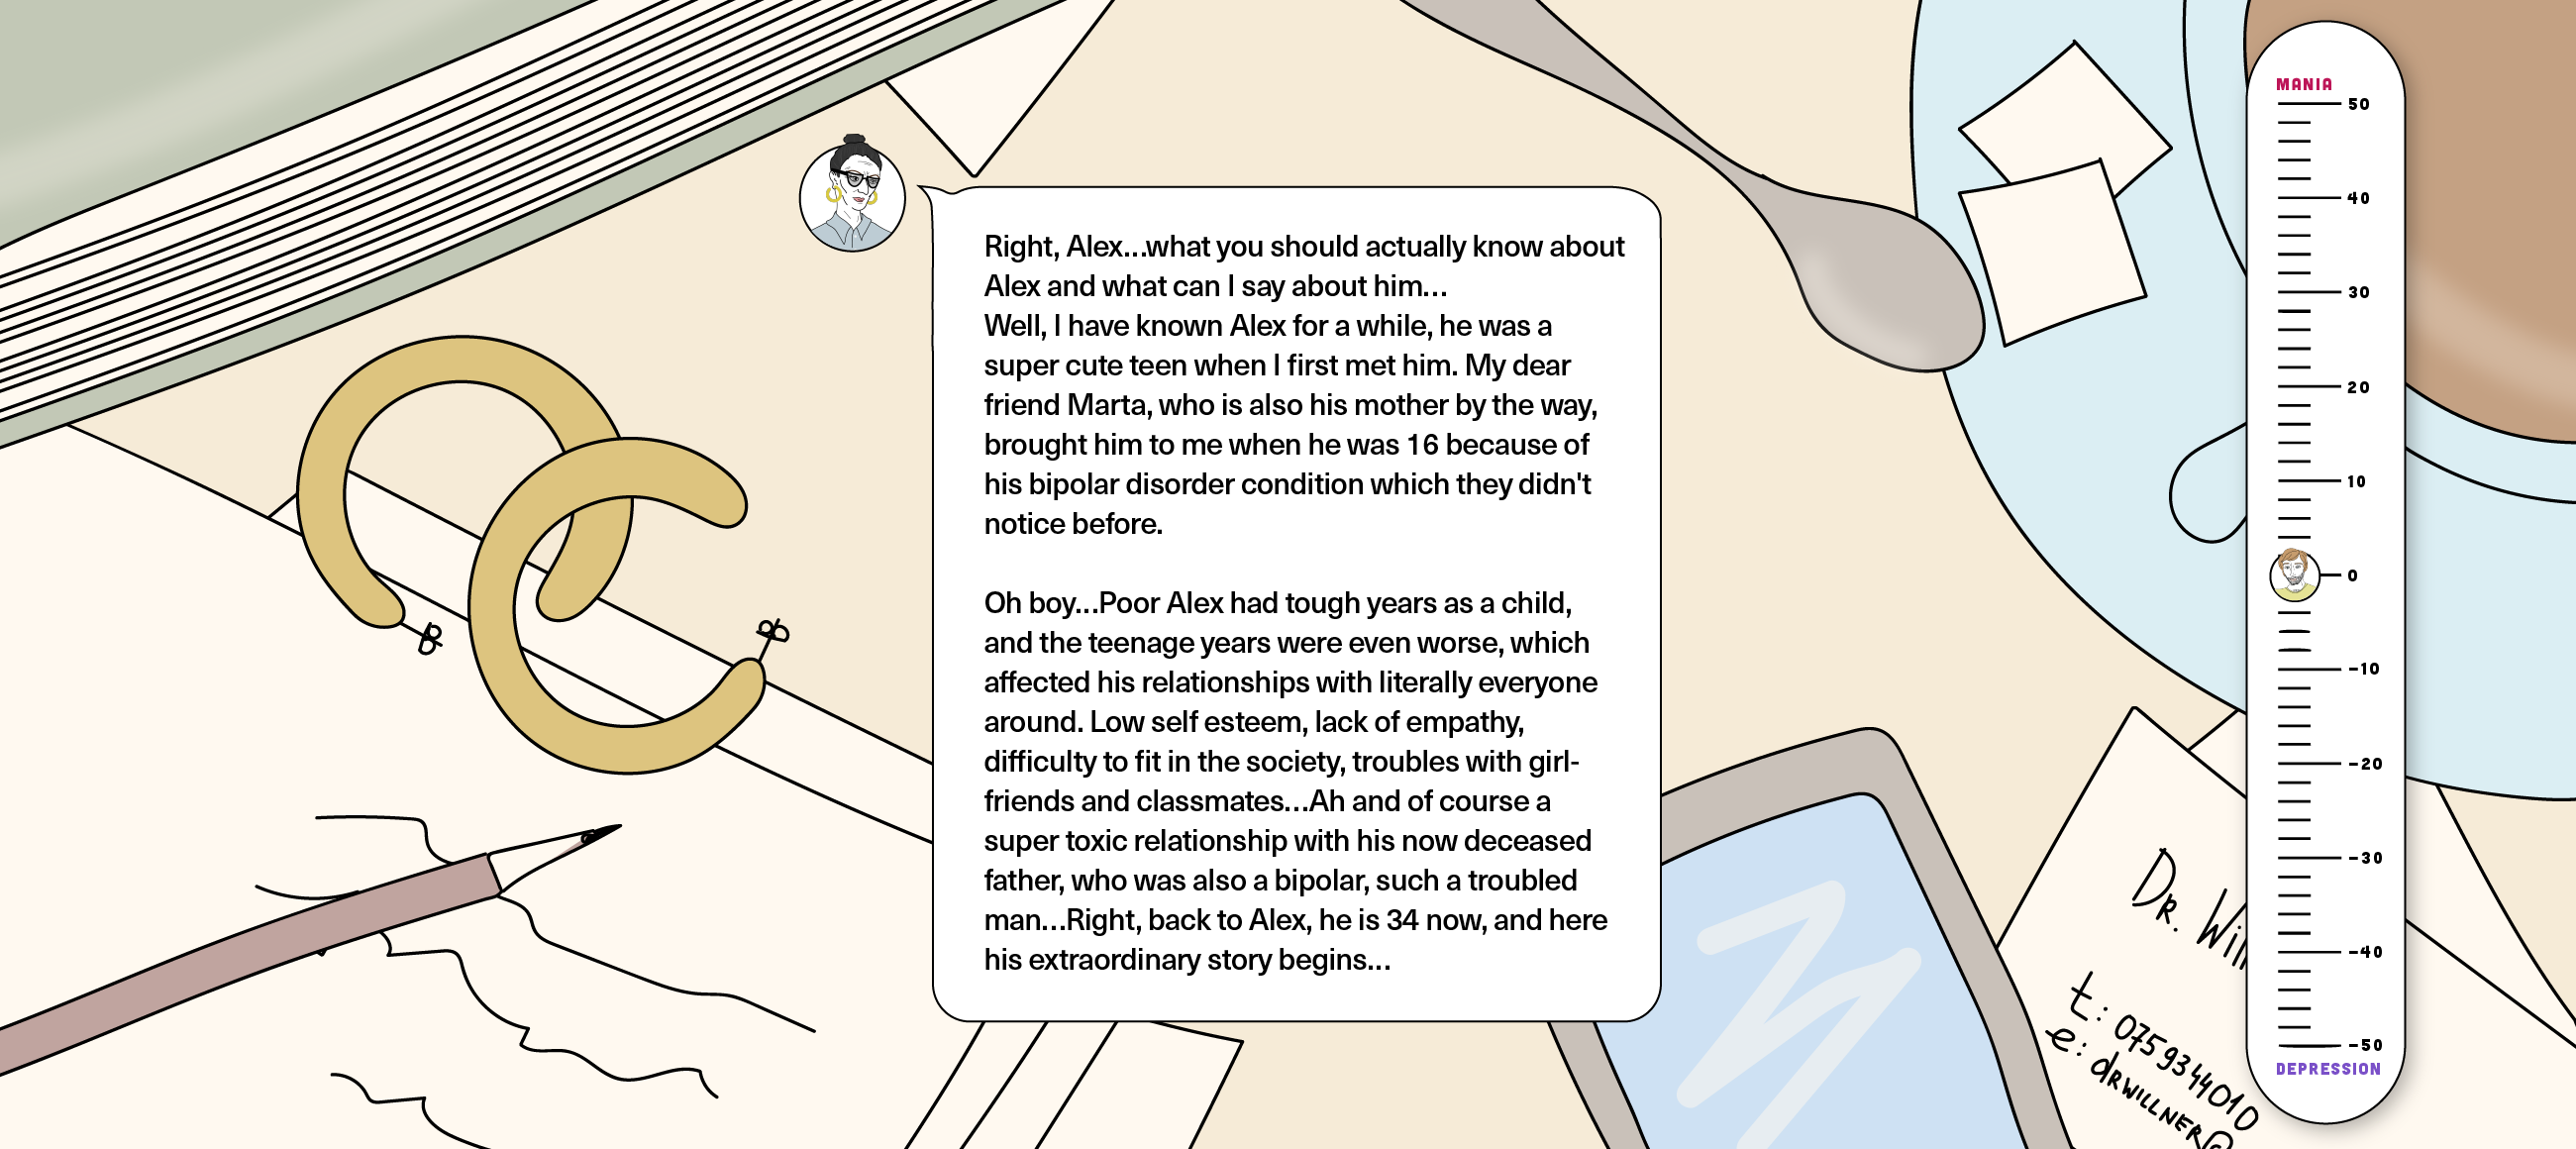 Right, Alex...what you should actually know about
Alex and what can I say about him...
Well, I have known Alex for a while, he was a
super cute teen when I first met him. My dear
friend Marta, who is also his mother by the way,
brought him to me when he was 16 because of
his bipolar disorder condition which they didn't
notice before.
Oh boy...Poor Alex had tough years as a child,
and the teenage years were even worse, which
affected his relationships with literally everyone
around. Low self esteem, lack of empathy,
difficulty to fit in the society, troubles with girl-
friends and classmates...Ah and of course a
super toxic relationship with his now deceased
father, who was also a bipolar, such a troubled
man...Right, back to Alex, he is 34 now, and here
his extraordinary story begins...
MANIA
50
40
30
20
10
0
-10
-20
-30
-40
-50
DEPRESSION
Dr. Will
t: 0759344010
e: drwillner@